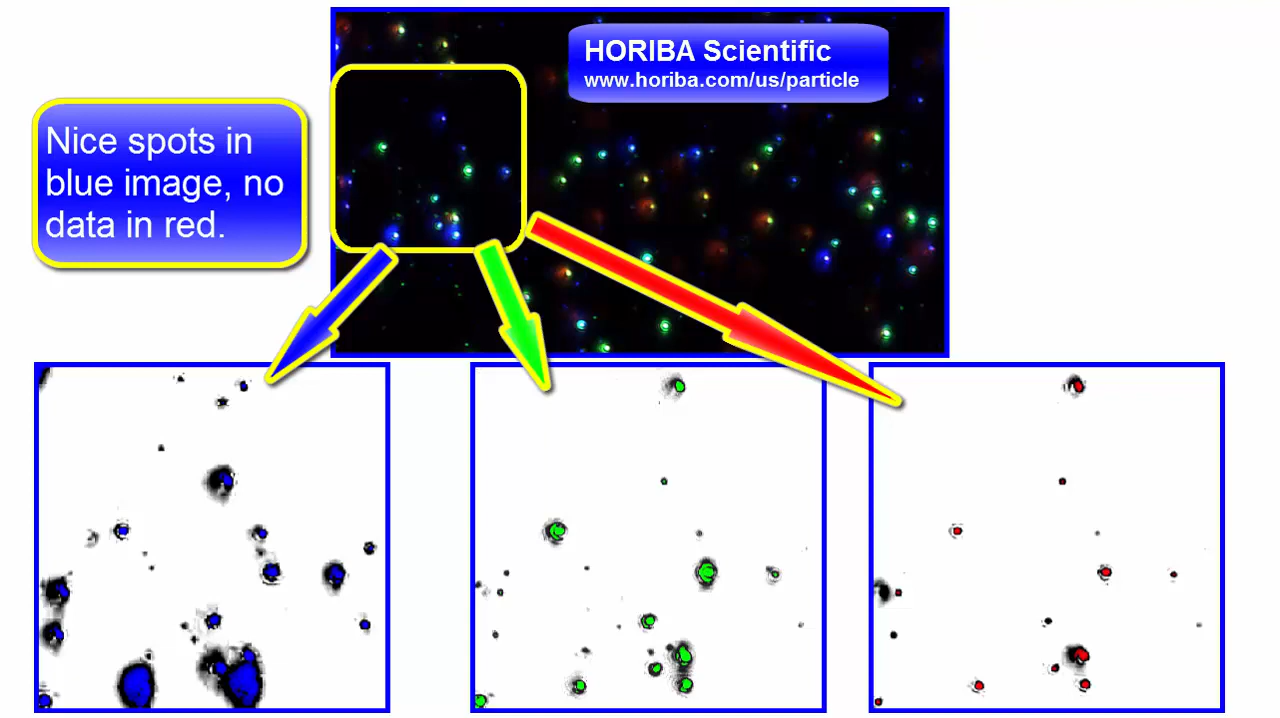 HORIBA Scientific
www.horiba.com/us/particle
Nice spots in
blue image, no
data in red.